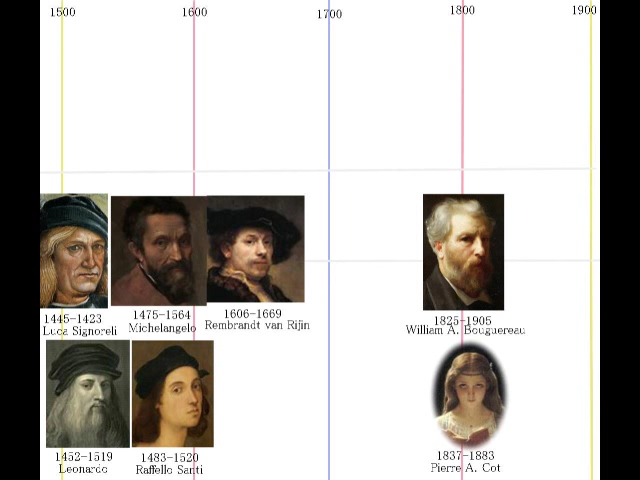 1500 1600 1700 1800 1900
1445-1423
Luca Signoreli
1475-1564
Michelangelo
1606-1669
Rembrandt van Rijin
1825-1905
William A. Bouguereau
1452-1519
Leonardo
1483-1520
Raffello Santi
1837-1883
Pierre A. Cot